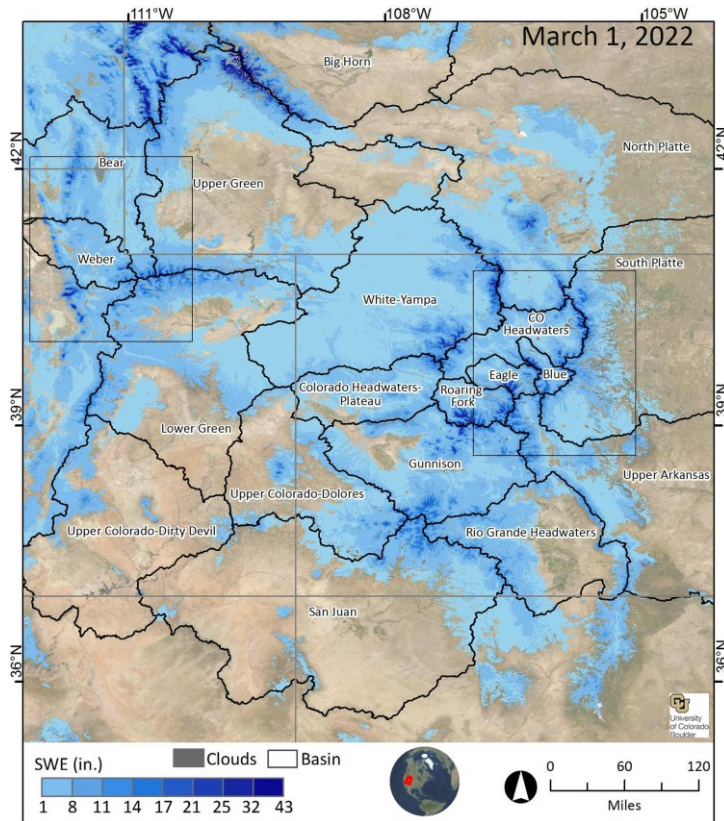 111°W 108°W 105°W
March 1, 2022
Big Horn
42°N
42°N
North Platte
Bear
Upper Green
South Platte
Weber
White-Yampa
CO
Headwaters
Eagle
Blue
Colorado Headwaters-
Plateau
Roaring
Fork
39°N
39°N
Lower Green
Gunnison
Upper Arkansas
Upper Colorado-Dolores
Upper Colorado-Dirty Devil
Rio Grande Headwaters
San Juan
36°N
36°N
CU
University
of Colorado
Boulder
SWE (in.)
Clouds
Basin
1 8 11 14 17 21 25 32 43
0 60 120
Miles